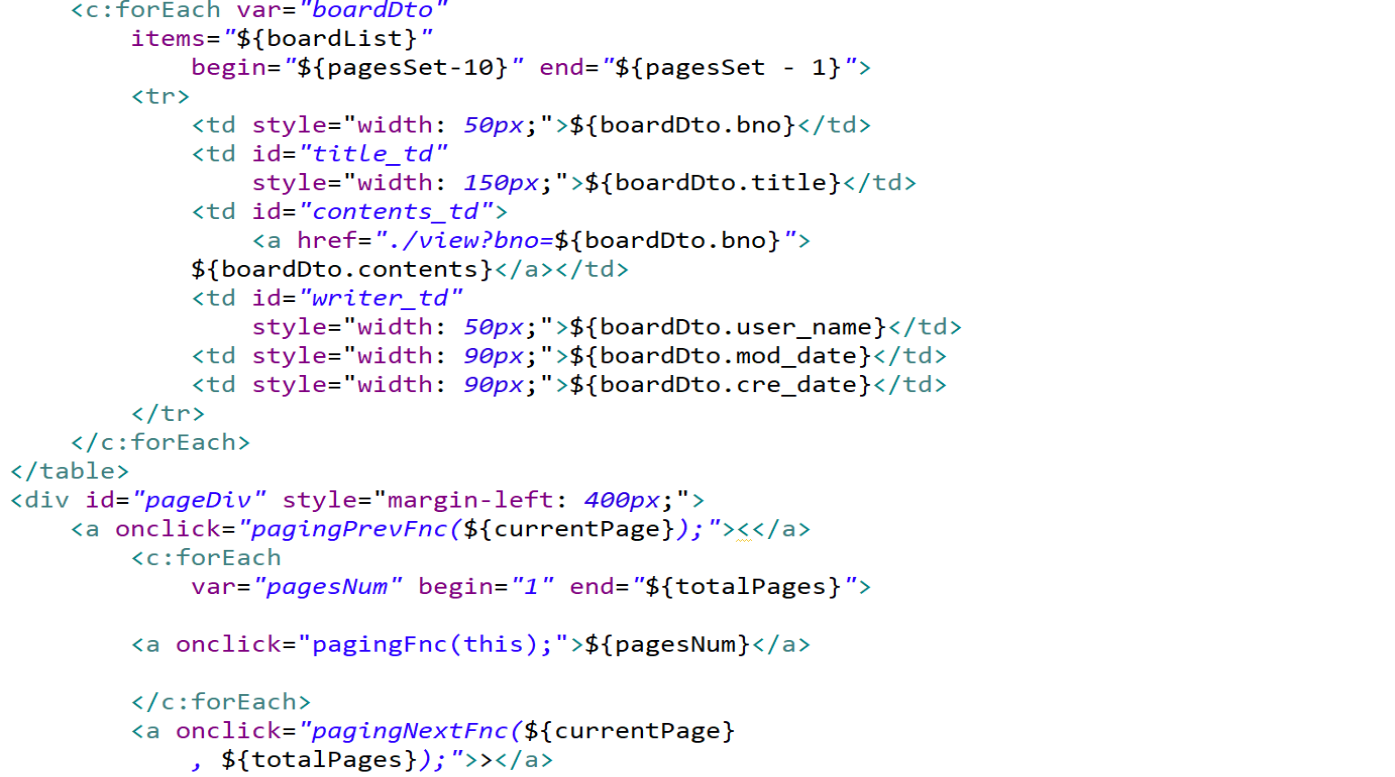 <c:forEach var="boardDto"
items="${boardList}"
begin="${pagesSet-10}" end="${pagesSet - 1}">
<tr>
<td style="width: 50px;">${boardDto.bno}</td>
<td id="title_td"
style="width: 150px;">${boardDto.title}</td>
<td id="contents_td">
<a href="./view?bno=${boardDto.bno}">
${boardDto.contents}</a></td>
<td id="writer_td"
style="width: 50px;">${boardDto.user_name}</td>
<td style="width: 90px;">${boardDto.mod_date}</td>
<td style="width: 90px;">${boardDto.cre_date}</td>
</tr>
</c:forEach>
</table>
<div id="pageDiv" style="margin-left: 400px;">
<a onclick="pagingPrevFnc(${currentPage});"><</a>
<c:forEach
var="pagesNum" begin="1" end="${totalPages}">
<a onclick="pagingFnc(this);">${pagesNum}</a>
</c:forEach>
<a onclick="pagingNextFnc(${currentPage}
, ${totalPages});">></a>